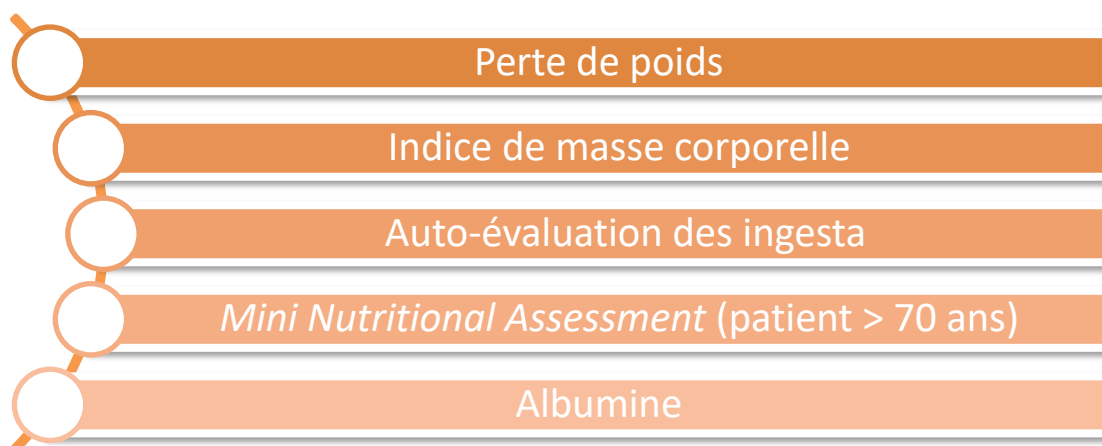 Perte de poids
Indice de masse corporelle
Auto-évaluation des ingesta
Mini Nutritional Assessment (patient > 70 ans)
Albumine